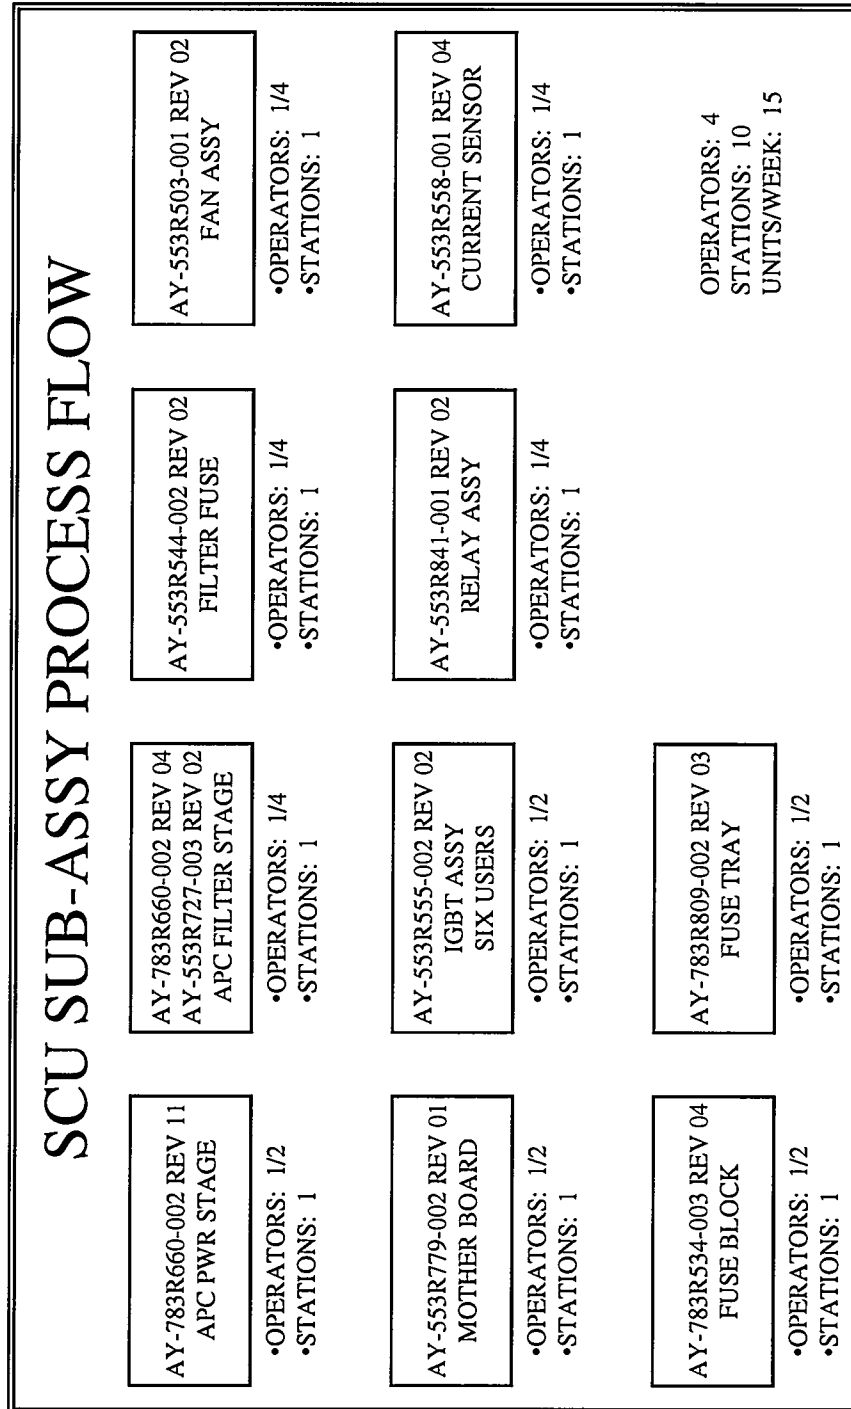 SCU SUB-ASSY PROCESS FLOW
AY-783R660-002 REV 11
APC PWR STAGE
•OPERATORS: 1/2
•STATIONS: 1
AY-783R660-002 REV 04
AY-553R727-003 REV 02
APC FILTER STAGE
•OPERATORS: 1/4
•STATIONS: 1
AY-553R544-002 REV 02
FILTER FUSE
•OPERATORS: 1/4
•STATIONS: 1
AY-553R503-001 REV 02
FAN ASSY
•OPERATORS: 1/4
•STATIONS: 1
AY-553R779-002 REV 01
MOTHER BOARD
•OPERATORS: 1/2
•STATIONS: 1
AY-553R555-002 REV 02
IGBT ASSY
SIX USERS
•OPERATORS: 1/2
•STATIONS: 1
AY-553R841-001 REV 02
RELAY ASSY
•OPERATORS: 1/4
•STATIONS: 1
AY-553R558-001 REV 04
CURRENT SENSOR
•OPERATORS: 1/4
•STATIONS: 1
AY-783R534-003 REV 04
FUSE BLOCK
•OPERATORS: 1/2
•STATIONS: 1
AY-783R809-002 REV 03
FUSE TRAY
•OPERATORS: 1/2
•STATIONS: 1
OPERATORS: 4
STATIONS: 10
UNITS/WEEK: 15